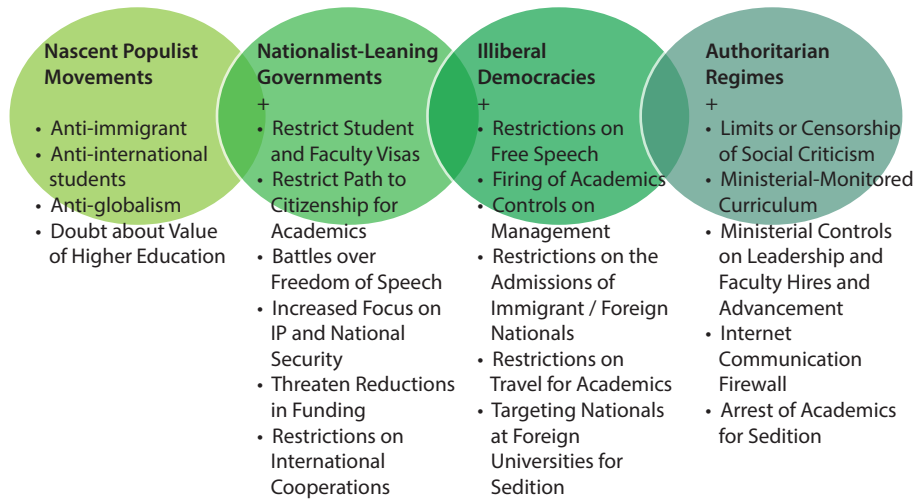 Nascent Populist
Movements
• Anti-immigrant
• Anti-international
students
• Anti-globalism
• Doubt about Value
of Higher Education
Nationalist-Leaning
Governments
+
• Restrict Student
and Faculty Visas
• Restrict Path to
Citizenship for
Academics
• Battles over
Freedom of Speech
• Increased Focus on
IP and National
Security
• Threaten Reductions
in Funding
• Restrictions on
International
Cooperations
Illiberal
Democracies
+
• Restrictions on
Free Speech
• Firing of Academics
• Controls on
Management
• Restrictions on the
Admissions of
Immigrant / Foreign
Nationals
• Restrictions on
Travel for Academics
• Targeting Nationals
at Foreign
Universities for
Sedition
Authoritarian
Regimes
+
• Limits or Censorship
of Social Criticism
• Ministerial-Monitored
Curriculum
• Ministerial Controls
on Leadership and
Faculty Hires and
Advancement
• Internet
Communication
Firewall
• Arrest of Academics
for Sedition